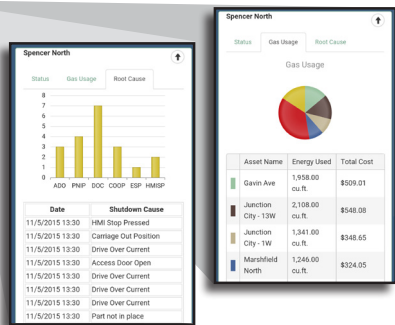 Spencer North
Status Gas Usage Root Cause
8
7
6
5
4
3
2
1
0
ADO PNIP DOC COOP ESP HMISP
Date Shutdown Cause
11/5/2015 13:30 HMI Stop Pressed
11/5/2015 13:30 Carriage Out Position
11/5/2015 13:30 Drive Over Current
11/5/2015 13:30 Access Door Open
11/5/2015 13:30 Drive Over Current
11/5/2015 13:30 Drive Over Current
11/5/2015 13:30 Drive Over Current
11/5/2015 13:30 Part not in place
Spencer North
Status Gas Usage Root Cause
Gas Usage
Asset Name Energy Used Total Cost
Gavin Ave 1,958.00 cu.ft. $509.01
Junction City - 13W 2,108.00 cu.ft. $548.08
Junction City - 1W 1,341.00 cu.ft. $348.65
Marshfield North 1,246.00 cu.ft. $324.05